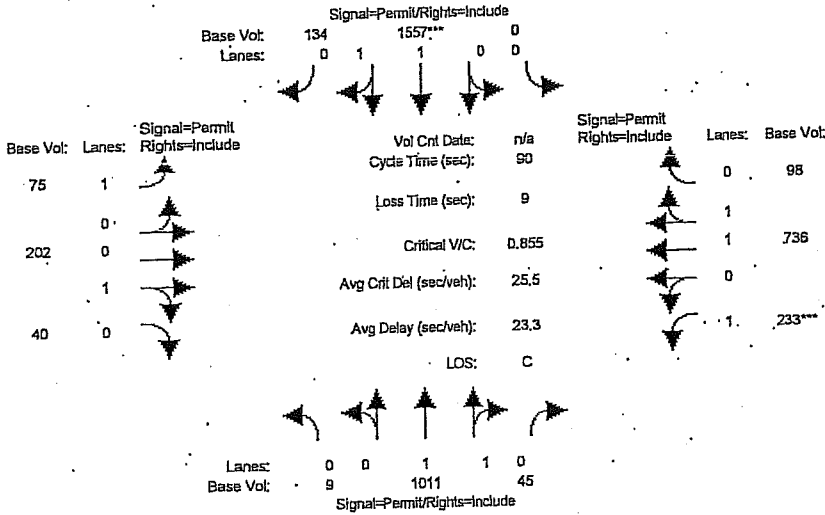 Signal=Permit/Rights=Include
Base Vol: 134 1557*** 0
Lanes: 0 1 1 0 0
Signal=Permit
Base Vol: Lanes: Rights=Include
75 1
0
202 0
1
40 0
Vol Cnt Date: n/a
Cycle Time (sec): 90
Loss Time (sec): 9
Critical V/C: 0.855
Avg Crit Del (sec/veh): 25.5
Avg Delay (sec/veh): 23.3
LOS: C
Signal=Permit
Rights=Include Lanes: Base Vol:
0 98
1
1 736
0
1 233***
Lanes: 0 0 1 1 0
Base Vol: 9 1011 45
Signal=Permit/Rights=Include